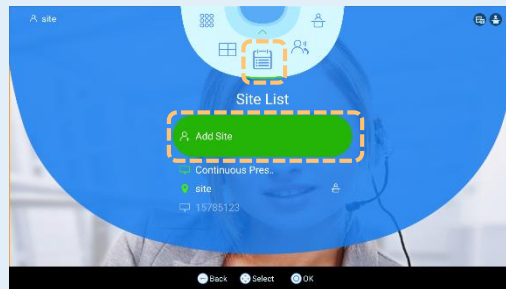 site
Site List
Add Site
Continuous Pres..
site
15785123
Back Select OK